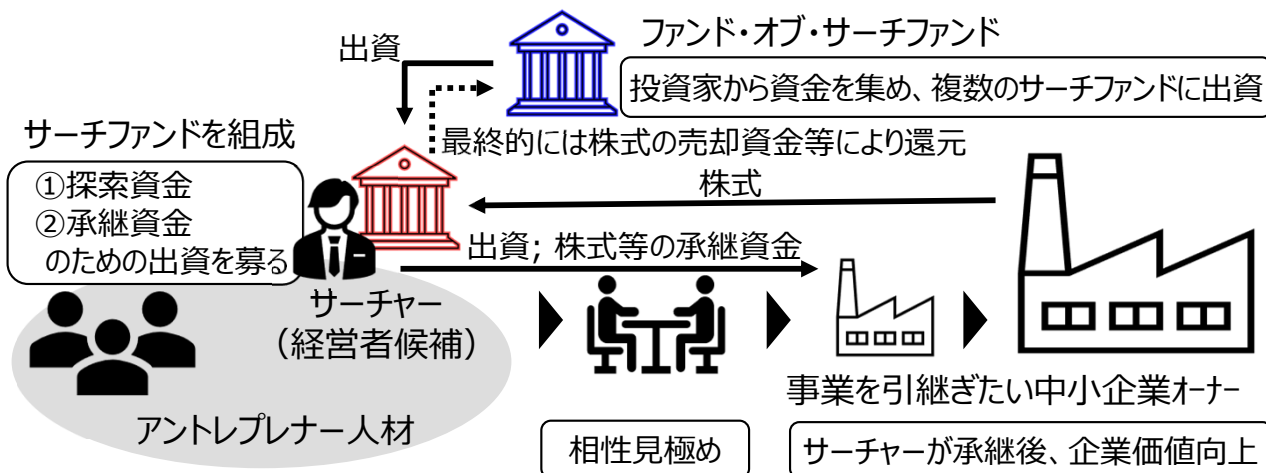 ファンド・オブ・サーチファンド
出資
投資家から資金を集め、複数のサーチファンドに出資
サーチファンドを組成
最終的には株式の売却資金等により還元
①探索資金
②承継資金
のための出資を募る
株式
出資; 株式等の承継資金
サーチャー
（経営者候補）
アントレプレナー人材
事業を引継ぎたい中小企業オーナー
相性見極め
サーチャーが承継後、企業価値向上